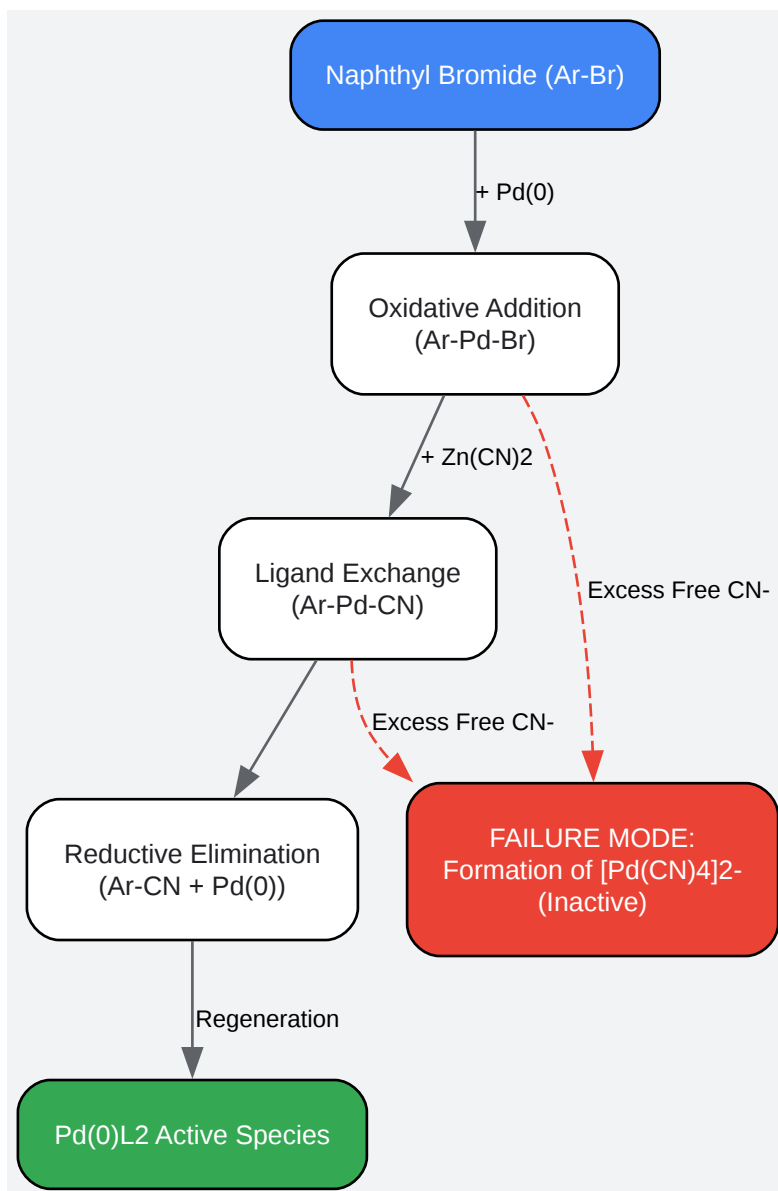 Naphthyl Bromide (Ar-Br)
+ Pd(0)
Oxidative Addition
(Ar-Pd-Br)
+ Zn(CN)2
Ligand Exchange
(Ar-Pd-CN)
Excess Free CN-
Excess Free CN-
Reductive Elimination
(Ar-CN + Pd(0))
FAILURE MODE:
Formation of [Pd(CN)4]2-
(Inactive)
Regeneration
Pd(0)L2 Active Species